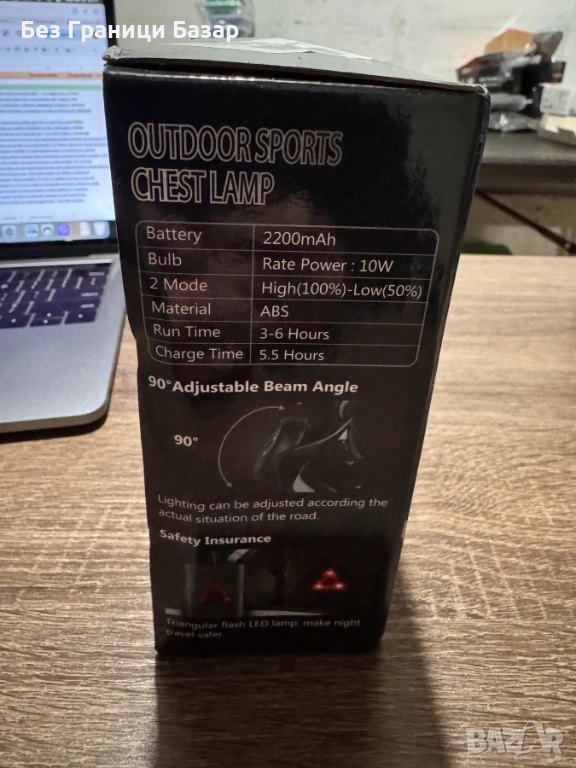 Без Граници Базар
OUTDOOR SPORTS
CHEST LAMP
Battery 2200mAh
Bulb Rate Power : 10W
2 Mode High(100%)-Low(50%)
Material ABS
Run Time 3-6 Hours
Charge Time 5.5 Hours
90°Adjustable Beam Angle
90°
Lighting can be adjusted according the
actual situation of the road.
Safety Insurance
Triangular flash LED lamp, make night
travel safer
BAZAR